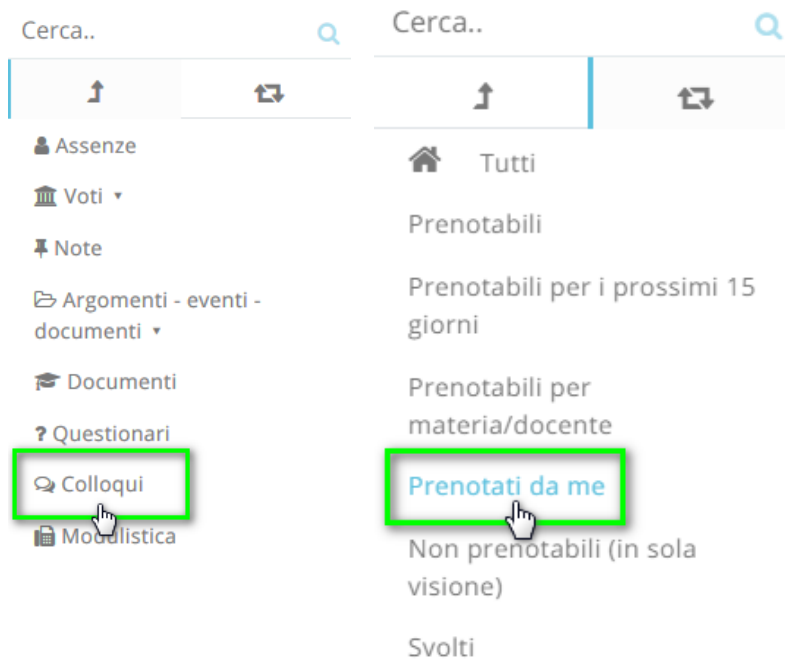 Cerca..
Assenze
Voti
Note
Argomenti - eventi -
documenti
Documenti
? Questionari
Colloqui
Modulistica
Cerca..
Tutti
Prenotabili
Prenotabili per i prossimi 15
giorni
Prenotabili per
materia/docente
Prenotati da me
Non prenotabili (in sola
visione)
Svolti